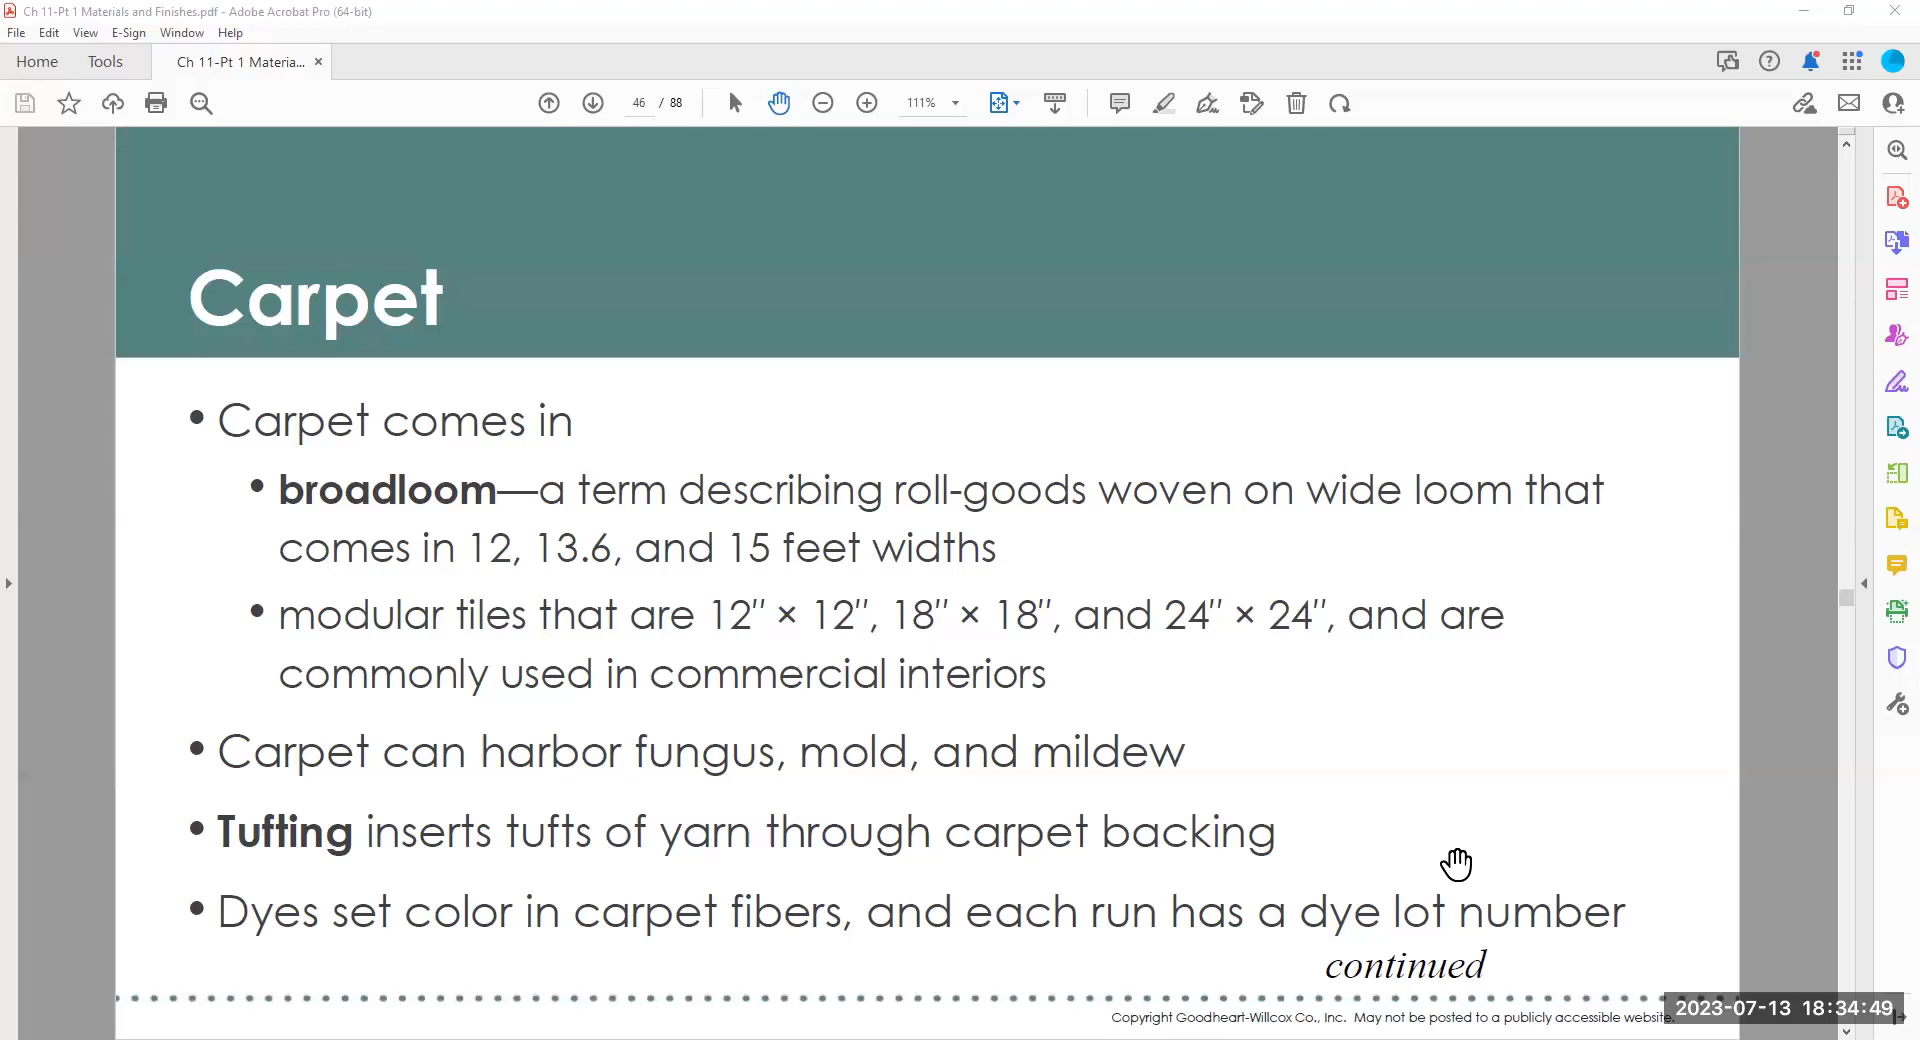 Ch 11-Pt 1 Materials and Finishes.pdf - Adobe Acrobat Pro (64-bit)
File Edit View E-Sign Window Help
Home Tools Ch 11-Pt 1 Materia... ×
46 / 88 111%
Carpet
• Carpet comes in
• broadloom—a term describing roll-goods woven on wide loom that
comes in 12, 13.6, and 15 feet widths
• modular tiles that are 12″ × 12″, 18″ × 18″, and 24″ × 24″, and are
commonly used in commercial interiors
• Carpet can harbor fungus, mold, and mildew
• Tufting inserts tufts of yarn through carpet backing
• Dyes set color in carpet fibers, and each run has a dye lot number
continued
Copyright Goodheart-Willcox Co., Inc. May not be posted to a publicly accessible website.
2023-07-13 18:34:49